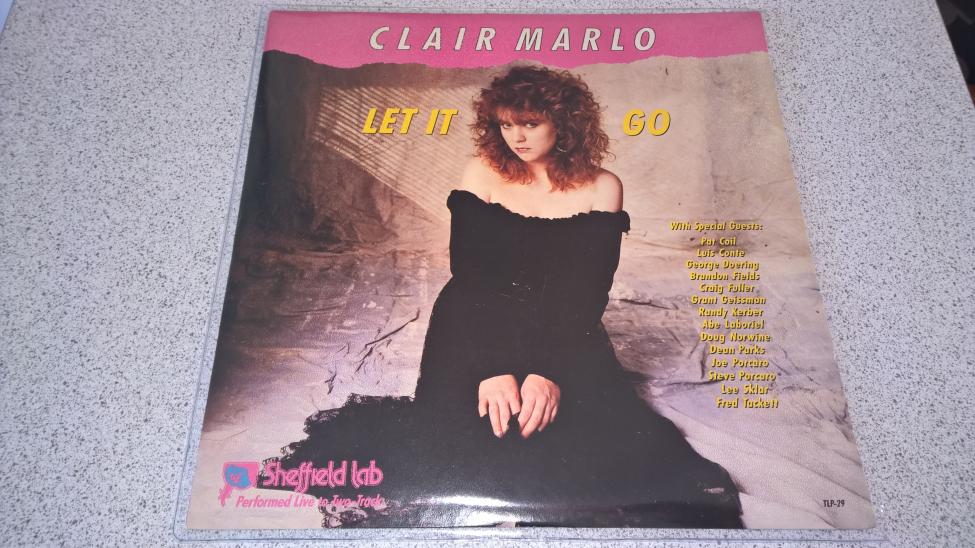 CLAIR MARLO
LET IT GO
With Special Guests:
Pat Coil
Luis Conte
George Doering
Brandon Fields
Craig Fuller
Grant Geissman
Randy Kerber
Abe Laboriel
Doug Norwine
Dean Parks
Joe Porcaro
Steve Porcaro
Lee Sklar
Fred Tackett
Sheffield Lab
Performed Live to Two-Track
TLP-29